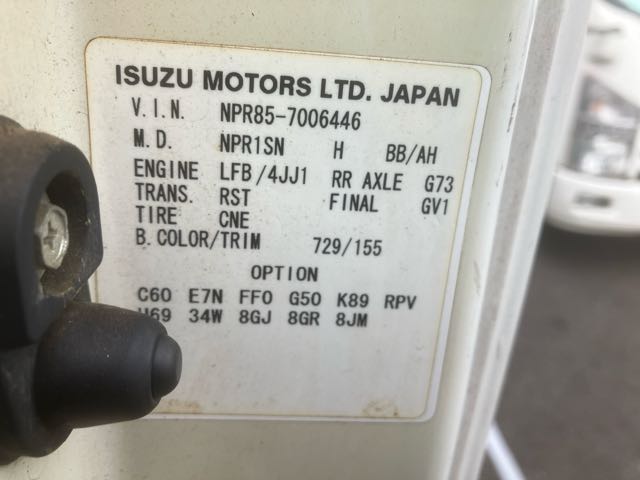 ISUZU MOTORS LTD. JAPAN
V.I.N. NPR85-7006446
M.D. NPR1SN H BB/AH
ENGINE LFB/4JJ1 RR AXLE G73
TRANS. RST FINAL GV1
TIRE CNE
B.COLOR/TRIM 729/155
OPTION
C60 E7N FF0 G50 K89 RPV
34W 8GJ 8GR 8JM